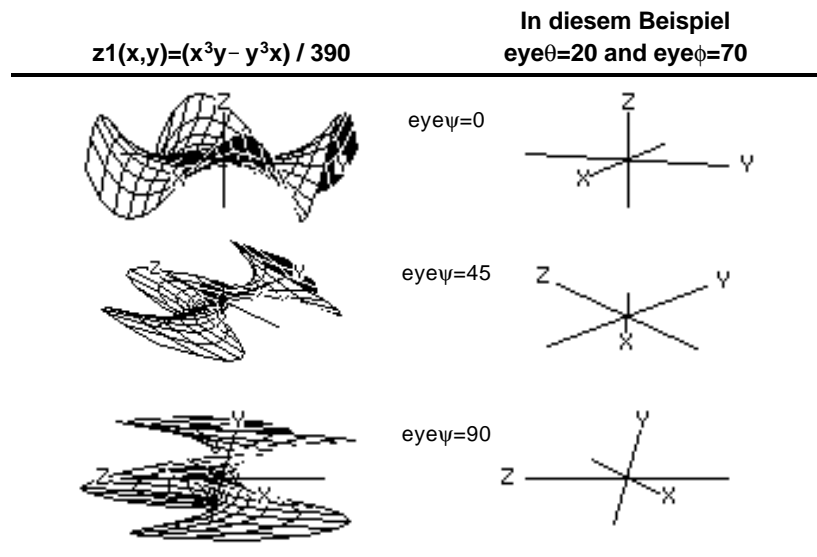 In diesem Beispiel
z1(x,y)=(x³y– y³x) / 390 eyeθ=20 and eyeϕ=70
Z
X
eyeψ=0
Z
X
Y
Z
Y
eyeψ=45
Z
Y
X
Y
Z
X
eyeψ=90
Y
Z
X